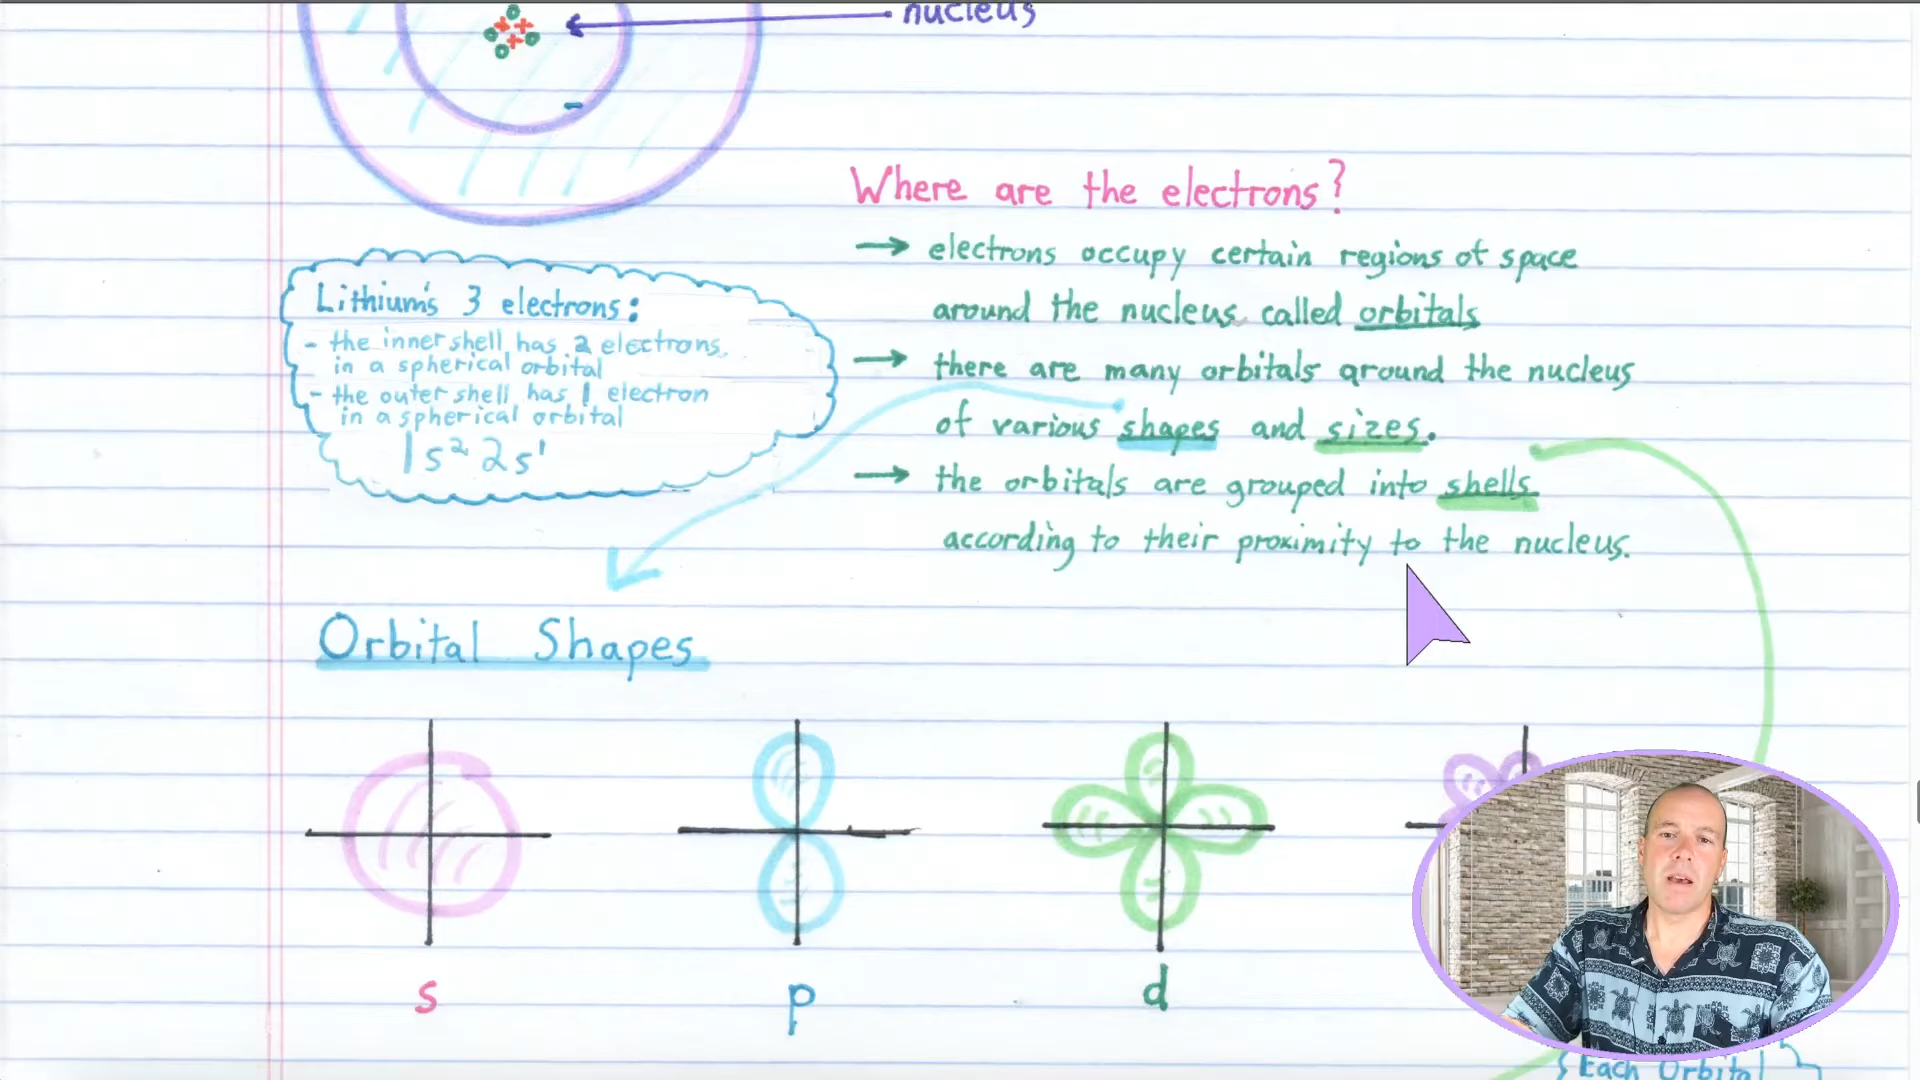 nucleus
Where are the electrons?
→ electrons occupy certain regions of space
around the nucleus called orbitals
→ there are many orbitals around the nucleus
of various shapes and sizes.
→ the orbitals are grouped into shells
according to their proximity to the nucleus.
Lithium's 3 electrons:
- the inner shell has 2 electrons
in a spherical orbital
- the outer shell has 1 electron
in a spherical orbital
1s² 2s¹
Orbital Shapes
s
p
d
Each Orbital